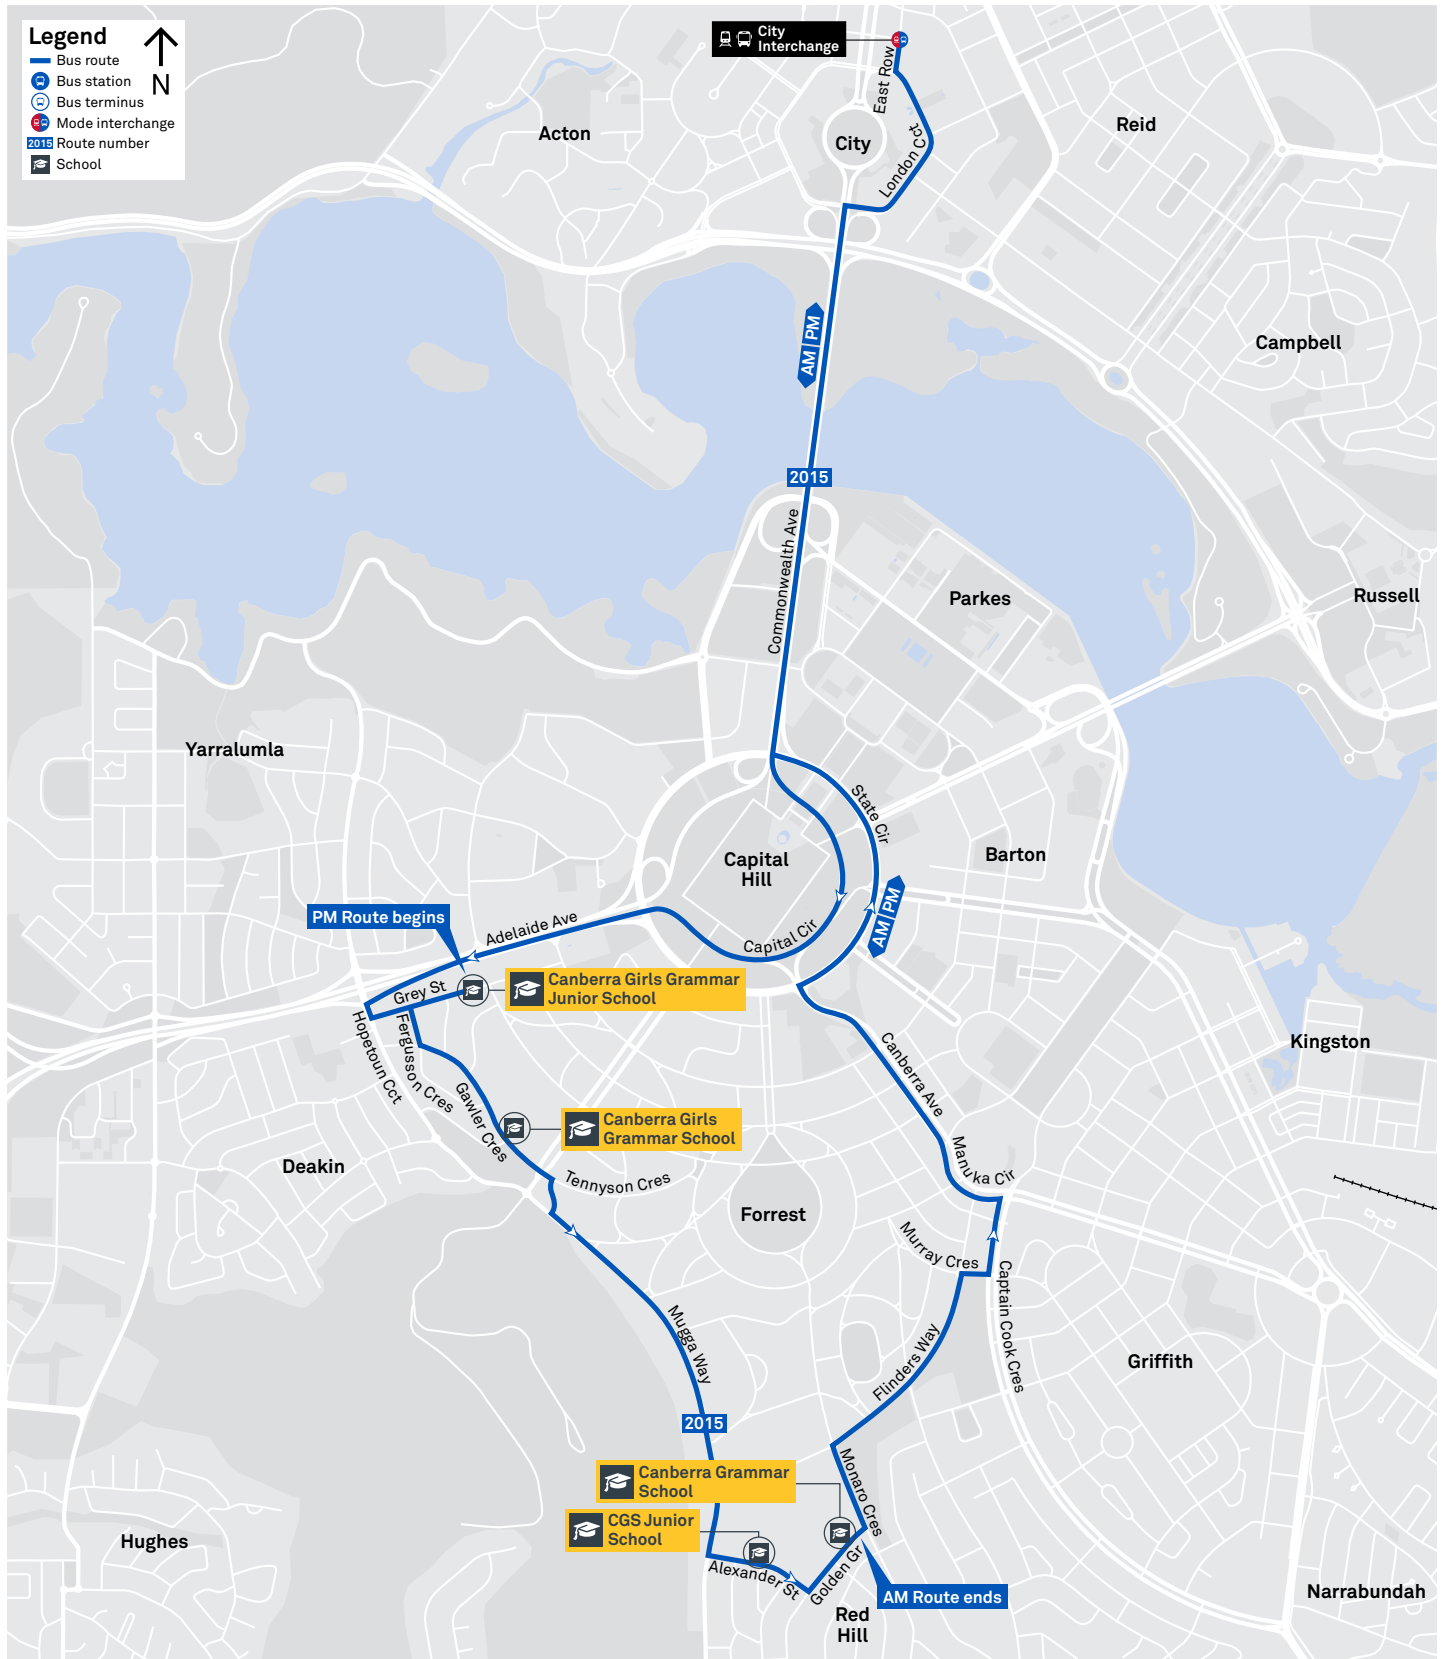 Legend
N
Bus route
Bus station
Bus terminus
Mode interchange
2015 Route number
School
City
Interchange
East Row
London Cct
City
Acton
Reid
Campbell
AM | PM
2015
Commonwealth Ave
Parkes
Russell
Yarralumla
State Cir
Capital
Hill
Barton
AM | PM
Capital Cir
PM Route begins
Adelaide Ave
Grey St
Canberra Girls Grammar
Junior School
Hopetoun Cct
Fergusson Cres
Gawler Cres
Canberra Girls
Grammar School
Canberra Ave
Kingston
Deakin
Tennyson Cres
Manuka Cir
Forrest
Murray Cres
Captain Cook Cres
Mugga Way
Flinders Way
Griffith
2015
Canberra Grammar
School
Monaro Cres
CGS Junior
School
Hughes
Alexander St
Golden Gr
AM Route ends
Red
Hill
Narrabundah